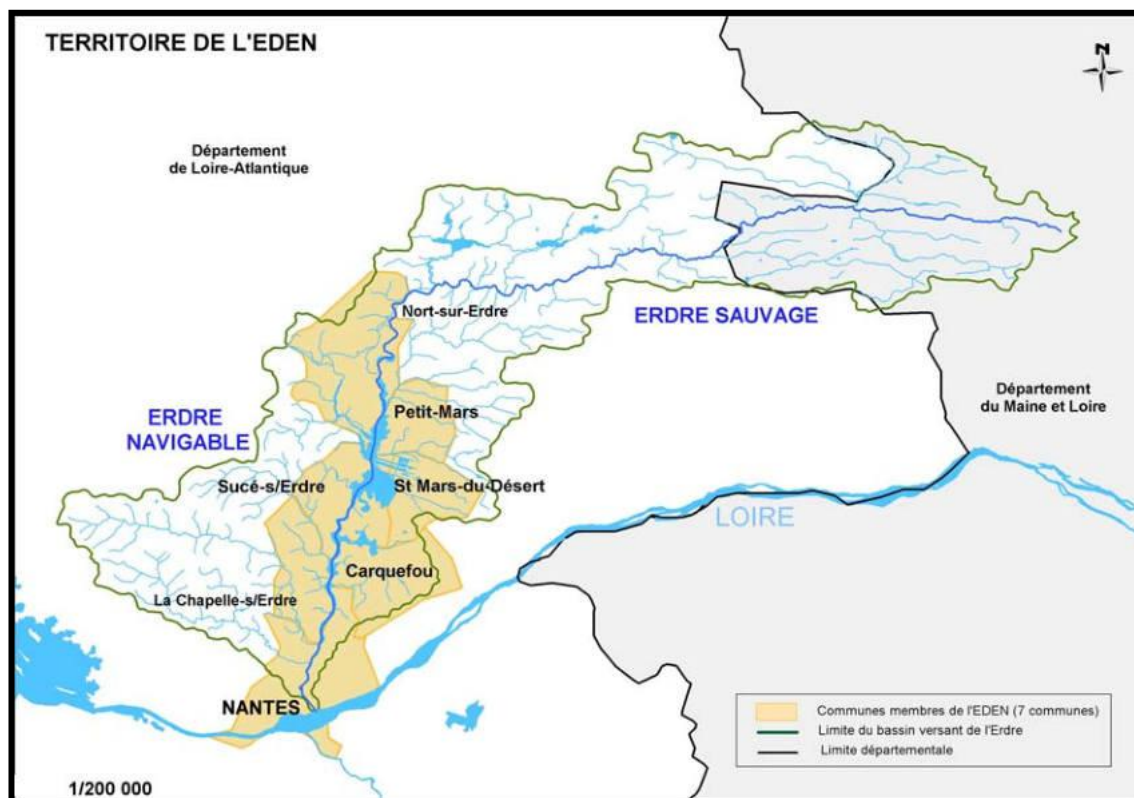 TERRITOIRE DE L'EDEN
N
Département
de Loire-Atlantique
Nort-sur-Erdre
ERDRE SAUVAGE
Département
du Maine et Loire
ERDRE
NAVIGABLE
Petit-Mars
Sucé-s/Erdre
St Mars-du-Désert
LOIRE
Carquefou
La Chapelle-s/Erdre
NANTES
Communes membres de l'EDEN (7 communes)
Limite du bassin versant de l'Erdre
Limite départementale
1/200 000